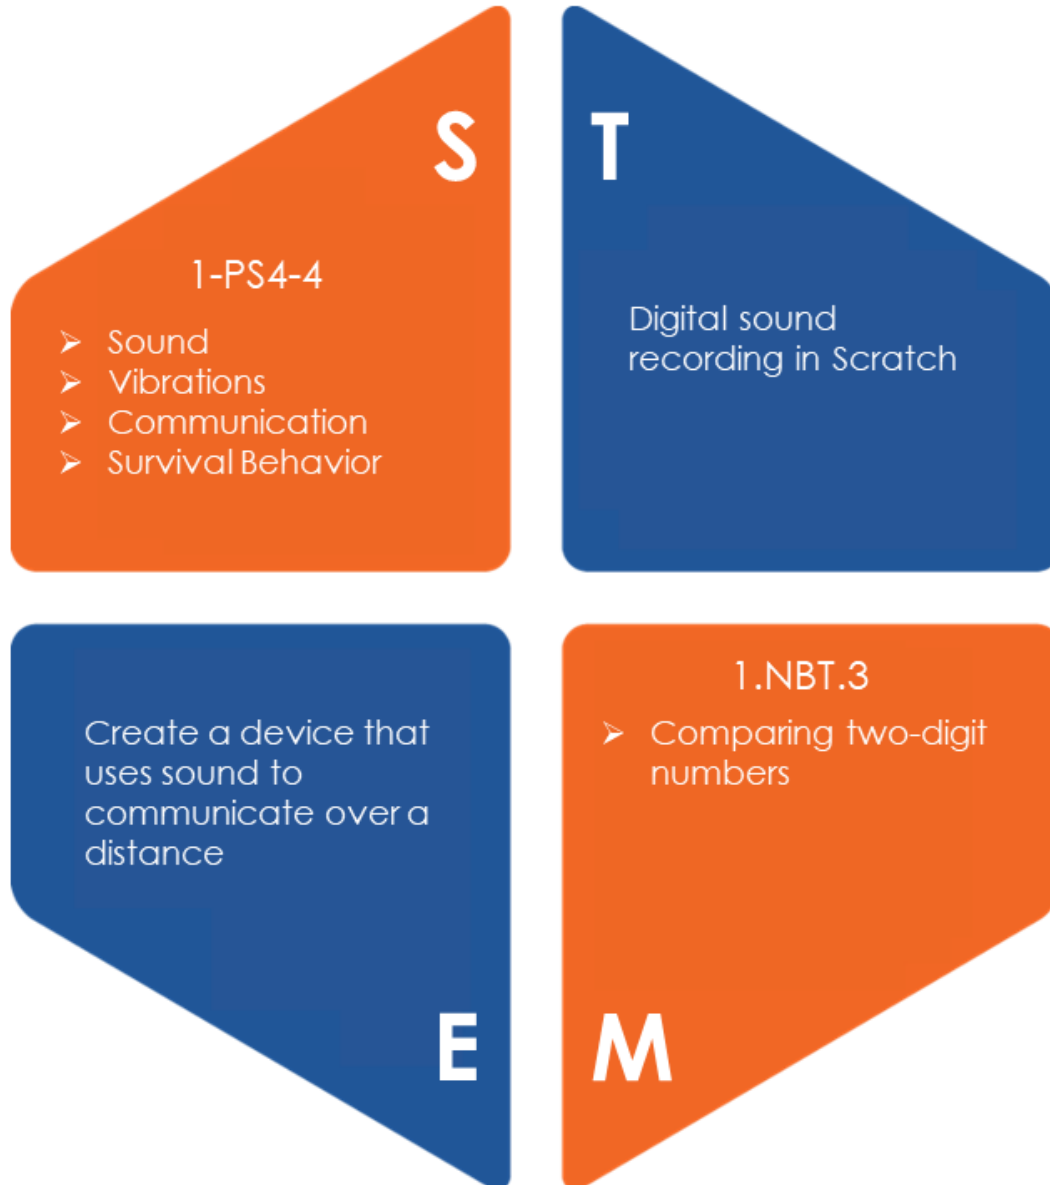 S
1-PS4-4
➢ Sound
➢ Vibrations
➢ Communication
➢ Survival Behavior
T
Digital sound
recording in Scratch
Create a device that
uses sound to
communicate over a
distance
E
1.NBT.3
➢ Comparing two-digit
numbers
M